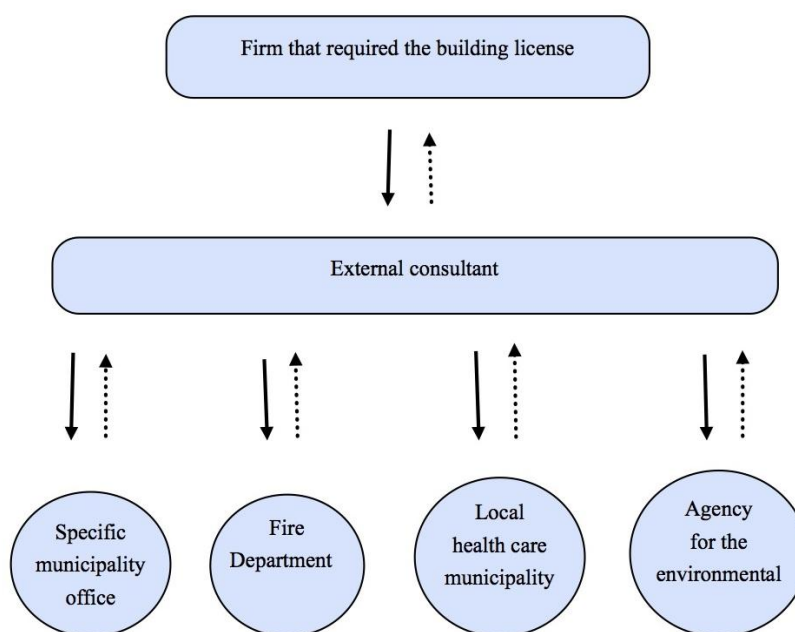 Firm that required the building license
External consultant
Specific
municipality
office
Fire
Department
Local
health care
municipality
Agency
for the
environmental